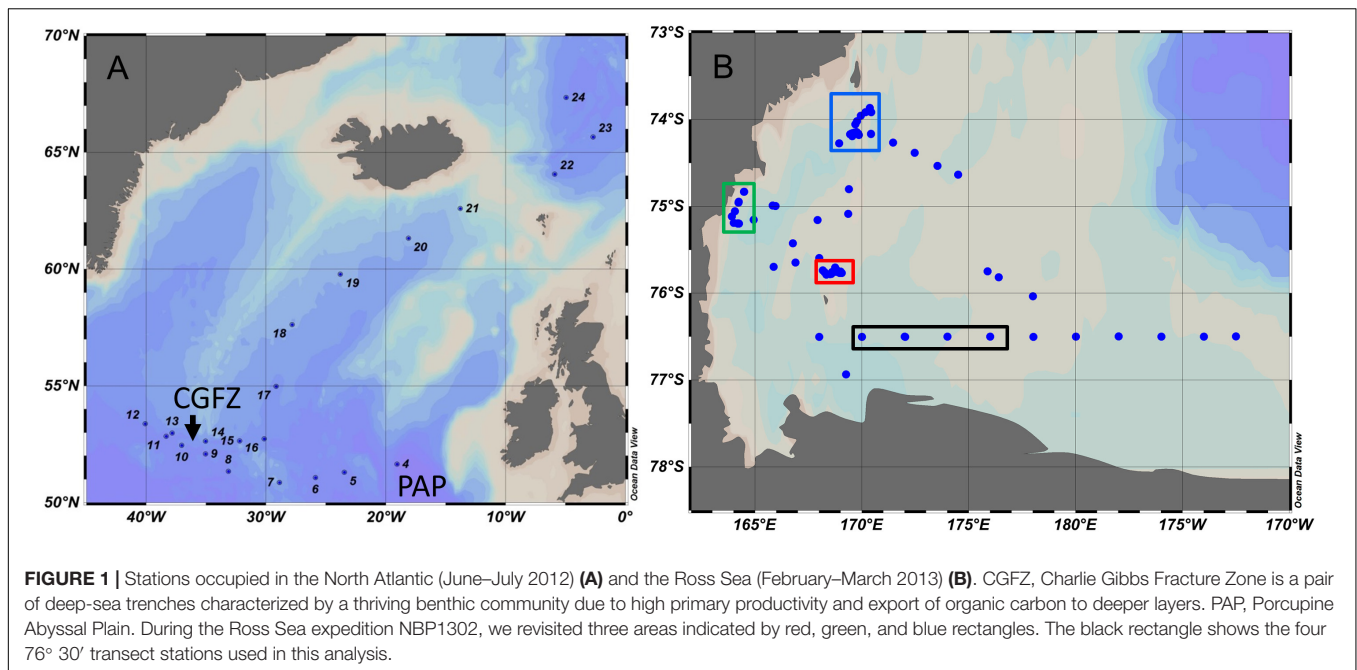 A
70°N
65°N
60°N
55°N
50°N
40°W
30°W
20°W
10°W
0°
24
23
22
21
20
19
18
17
CGFZ
12
13
14
11
15
16
10
9
8
7
6
5
4
PAP
Ocean Data View
B
73°S
74°S
75°S
76°S
77°S
78°S
165°E
170°E
175°E
180°E
175°W
170°W
Ocean Data View
FIGURE 1 | Stations occupied in the North Atlantic (June–July 2012) (A) and the Ross Sea (February–March 2013) (B). CGFZ, Charlie Gibbs Fracture Zone is a pair
of deep-sea trenches characterized by a thriving benthic community due to high primary productivity and export of organic carbon to deeper layers. PAP, Porcupine
Abyssal Plain. During the Ross Sea expedition NBP1302, we revisited three areas indicated by red, green, and blue rectangles. The black rectangle shows the four
76° 30′ transect stations used in this analysis.